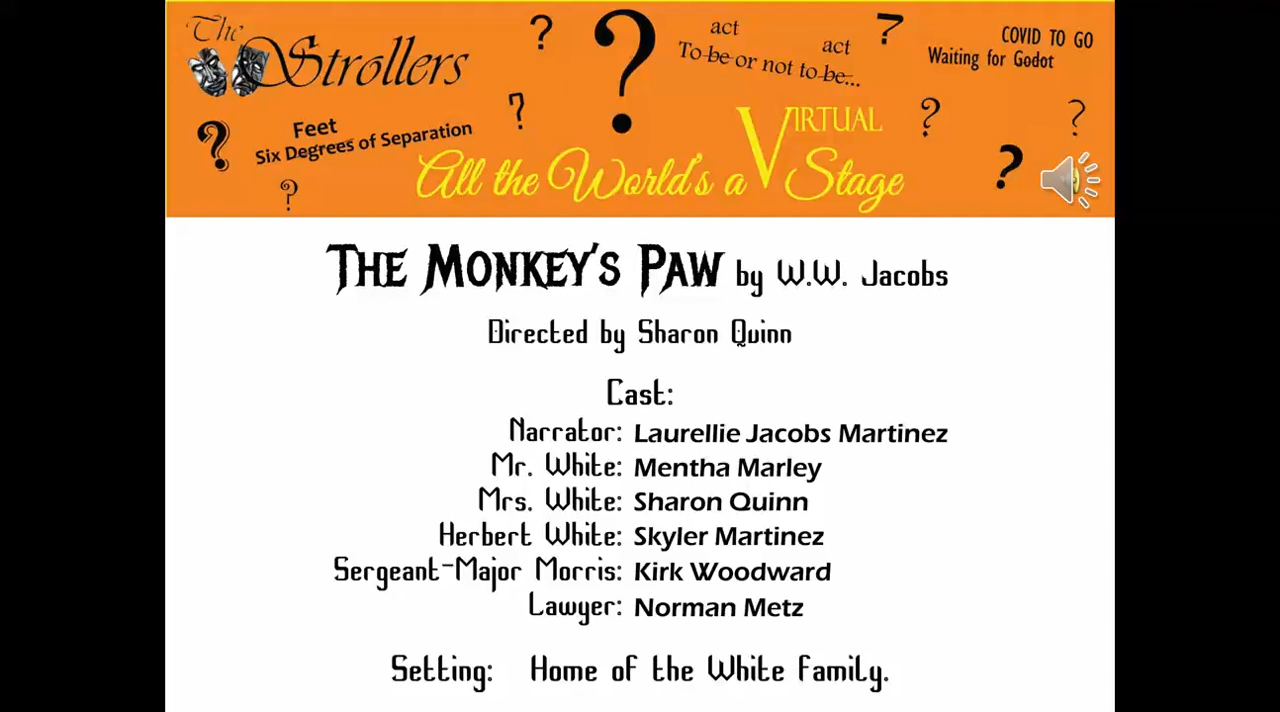 The Strollers
?
?
act
To be or not to be...
act
?
COVID TO GO
Waiting for Godot
?
Feet
Six Degrees of Separation
?
?
?
?
?
?
All the World's a Virtual Stage
The Monkey's Paw by W.W. Jacobs
Directed by Sharon Quinn
Cast:
Narrator: Laurellie Jacobs Martinez
Mr. White: Mentha Marley
Mrs. White: Sharon Quinn
Herbert White: Skyler Martinez
Sergeant-Major Morris: Kirk Woodward
Lawyer: Norman Metz
Setting: Home of the White Family.